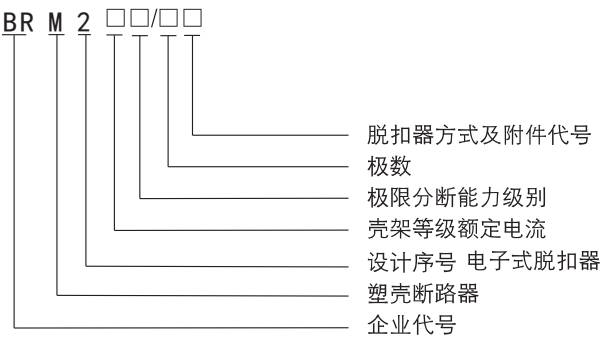 BR M 2 □□/□□
脱扣器方式及附件代号
极数
极限分断能力级别
壳架等级额定电流
设计序号 电子式脱扣器
塑壳断路器
企业代号